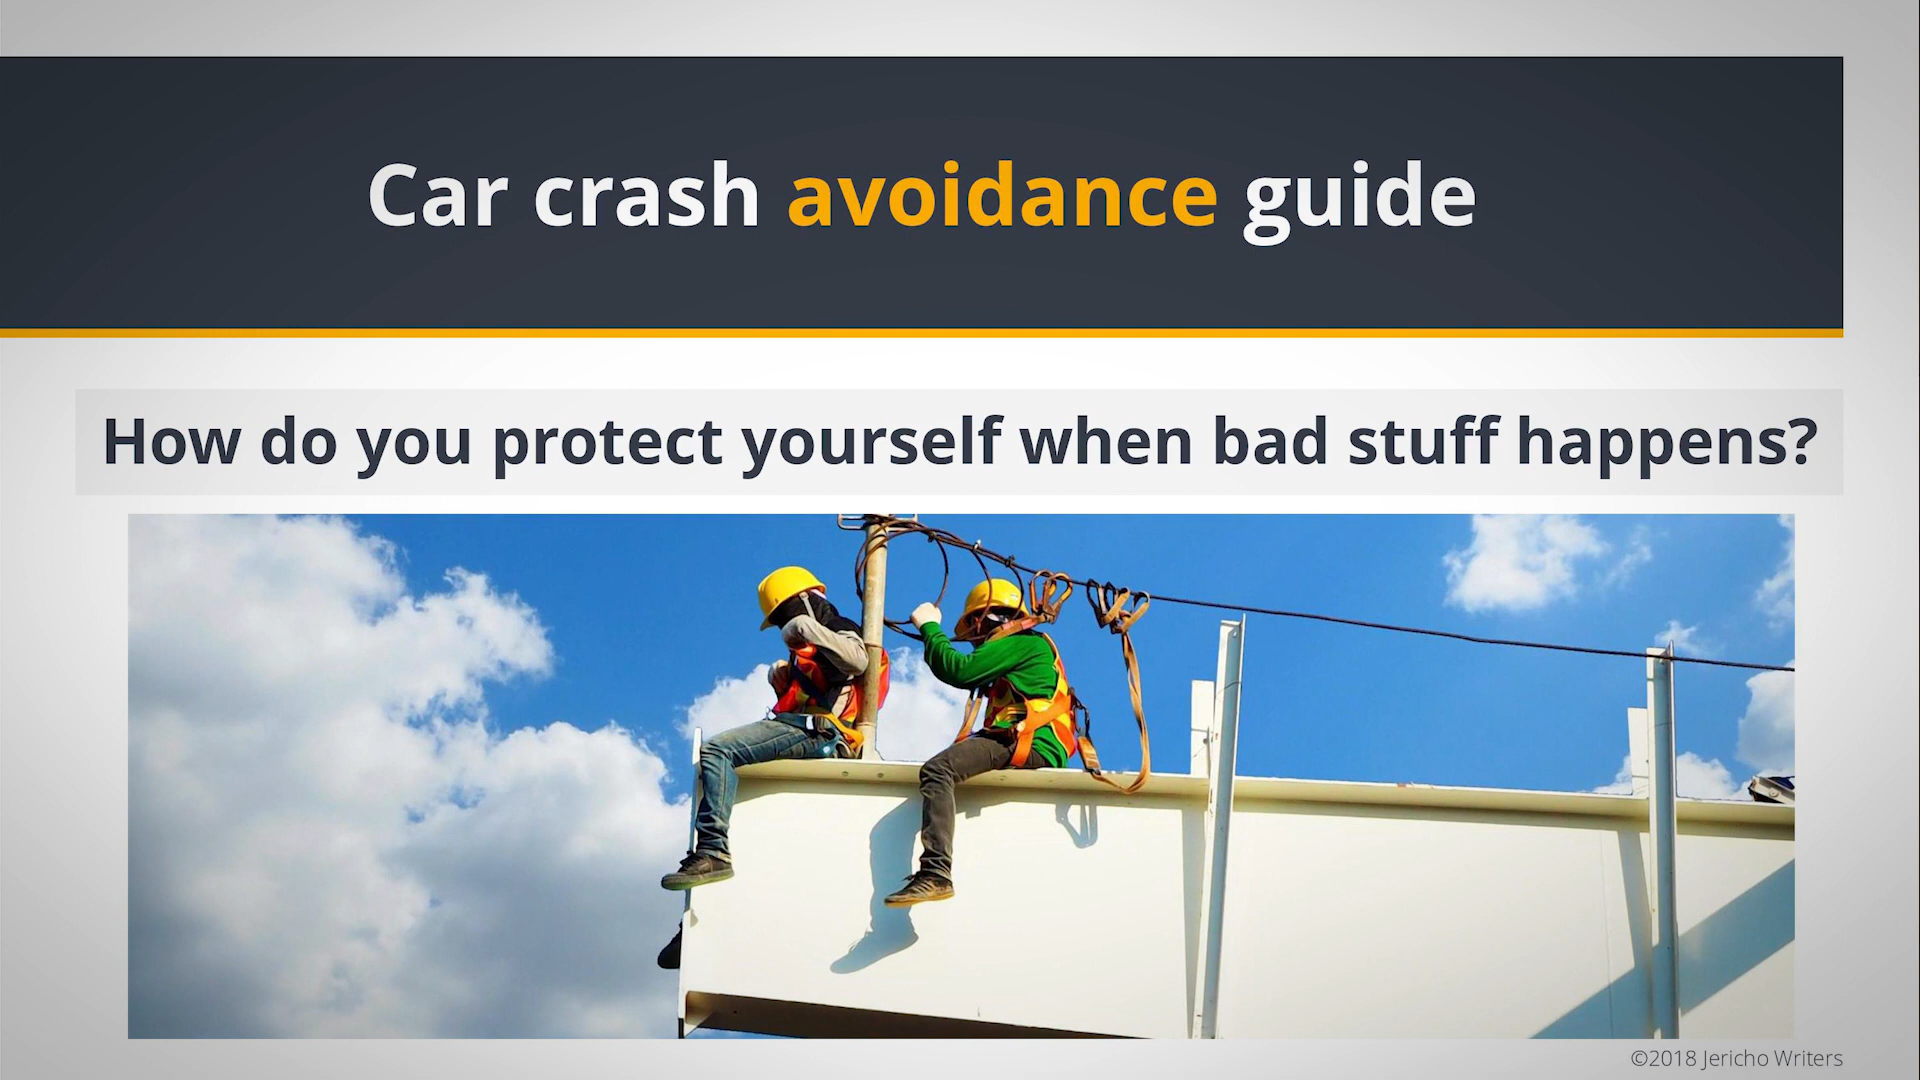 Car crash avoidance guide
How do you protect yourself when bad stuff happens?
©2018 Jericho Writers